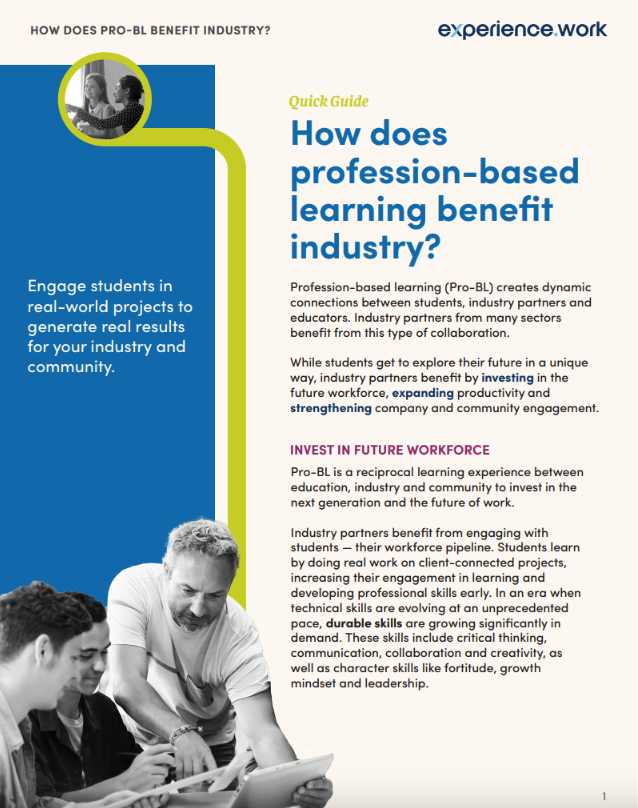 HOW DOES PRO-BL BENEFIT INDUSTRY?
experience.work
Engage students in
real-world projects to
generate real results
for your industry and
community.
Quick Guide
How does
profession-based
learning benefit
industry?
Profession-based learning (Pro-BL) creates dynamic
connections between students, industry partners and
educators. Industry partners from many sectors
benefit from this type of collaboration.
While students get to explore their future in a unique
way, industry partners benefit by investing in the
future workforce, expanding productivity and
strengthening company and community engagement.
INVEST IN FUTURE WORKFORCE
Pro-BL is a reciprocal learning experience between
education, industry and community to invest in the
next generation and the future of work.
Industry partners benefit from engaging with
students — their workforce pipeline. Students learn
by doing real work on client-connected projects,
increasing their engagement in learning and
developing professional skills early. In an era when
technical skills are evolving at an unprecedented
pace, durable skills are growing significantly in
demand. These skills include critical thinking,
communication, collaboration and creativity, as
well as character skills like fortitude, growth
mindset and leadership.
1